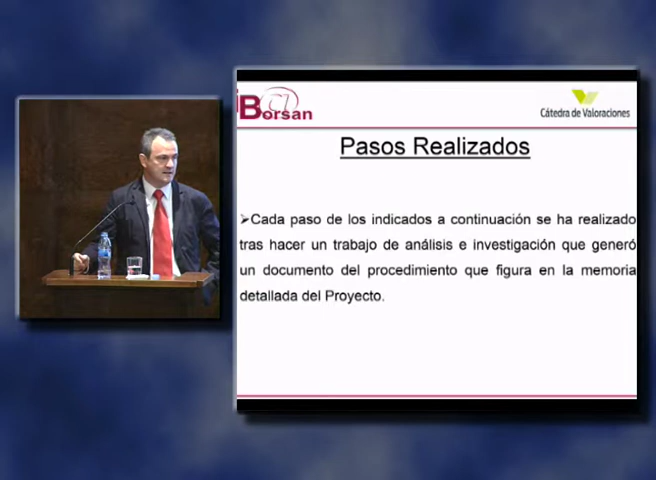 iBorsan
Cátedra de Valoraciones
Pasos Realizados
➢Cada paso de los indicados a continuación se ha realizado
tras hacer un trabajo de análisis e investigación que generó
un documento del procedimiento que figura en la memoria
detallada del Proyecto.